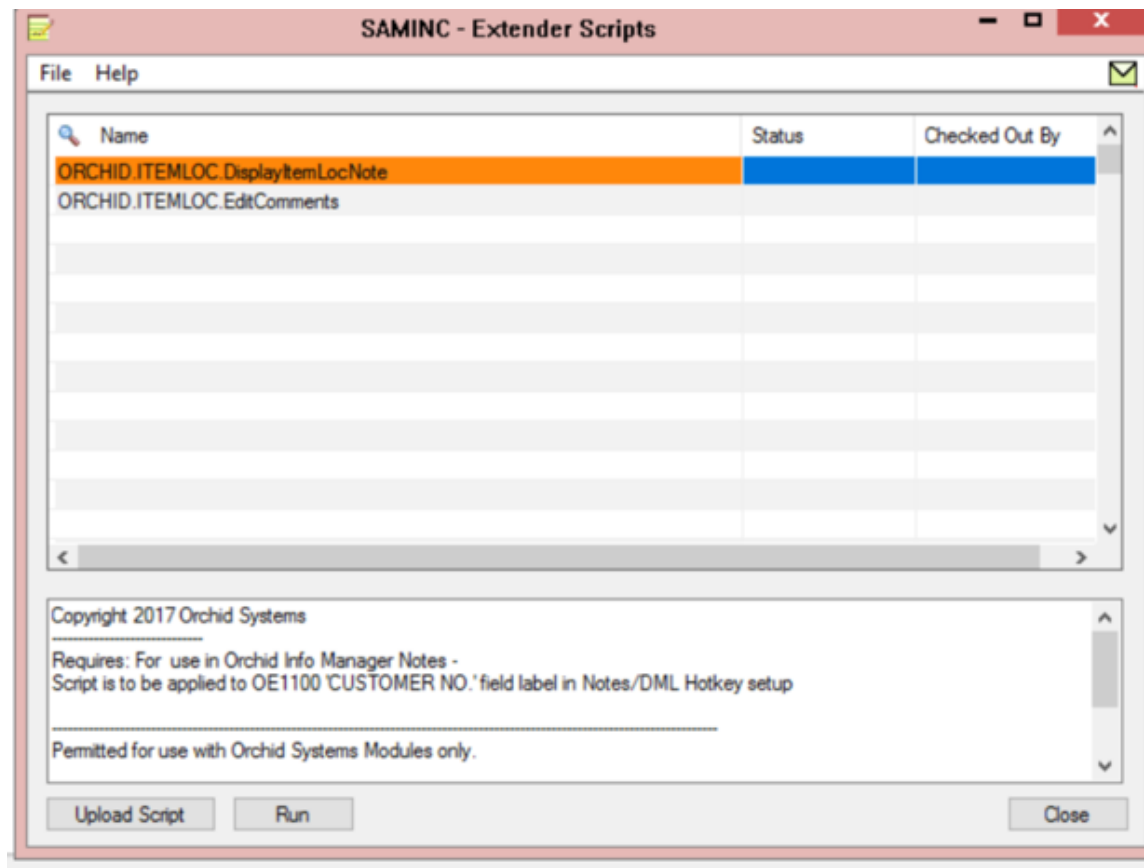 SAMINC - Extender Scripts
File Help
Name Status Checked Out By
ORCHID.ITEMLOC.DisplayItemLocNote
ORCHID.ITEMLOC.EditComments
Copyright 2017 Orchid Systems
------------------------------
Requires: For use in Orchid Info Manager Notes -
Script is to be applied to OE1100 'CUSTOMER NO.' field label in Notes/DML Hotkey setup
Permitted for use with Orchid Systems Modules only.
Upload Script Run Close